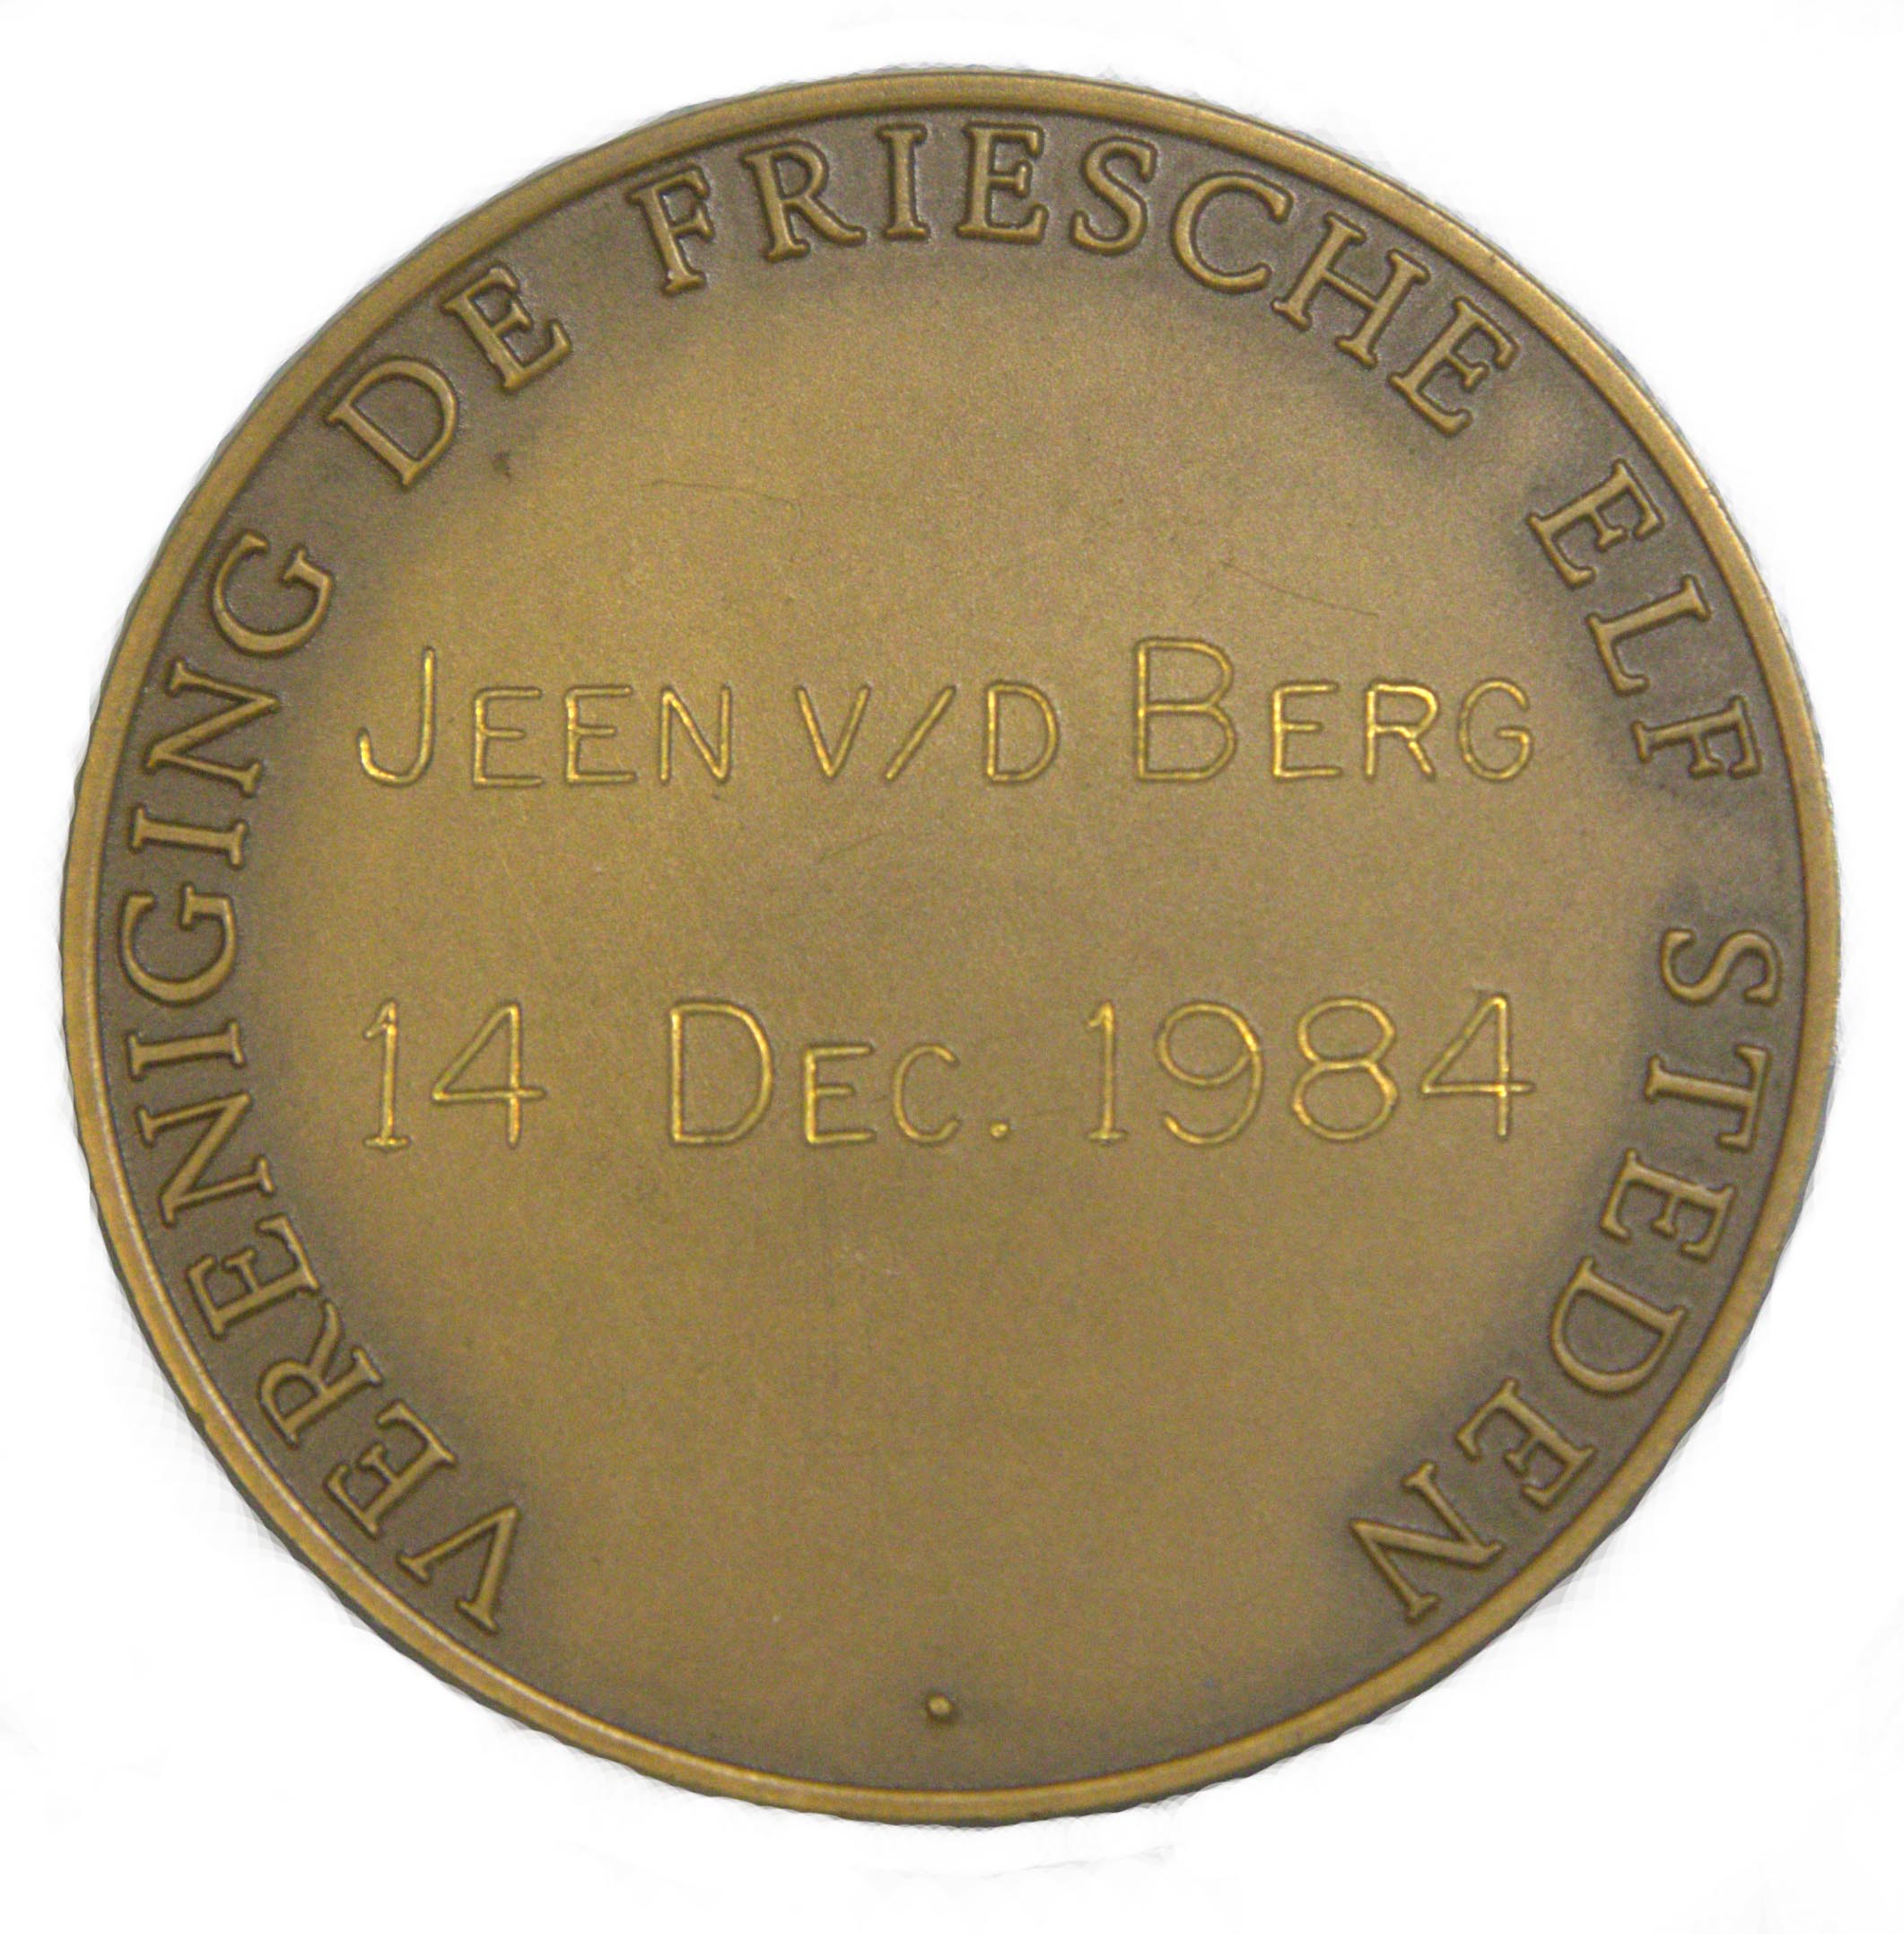 VERENIGING DE FRIESCHE ELF STEDEN
JEEN V/D BERG
14 DEC. 1984